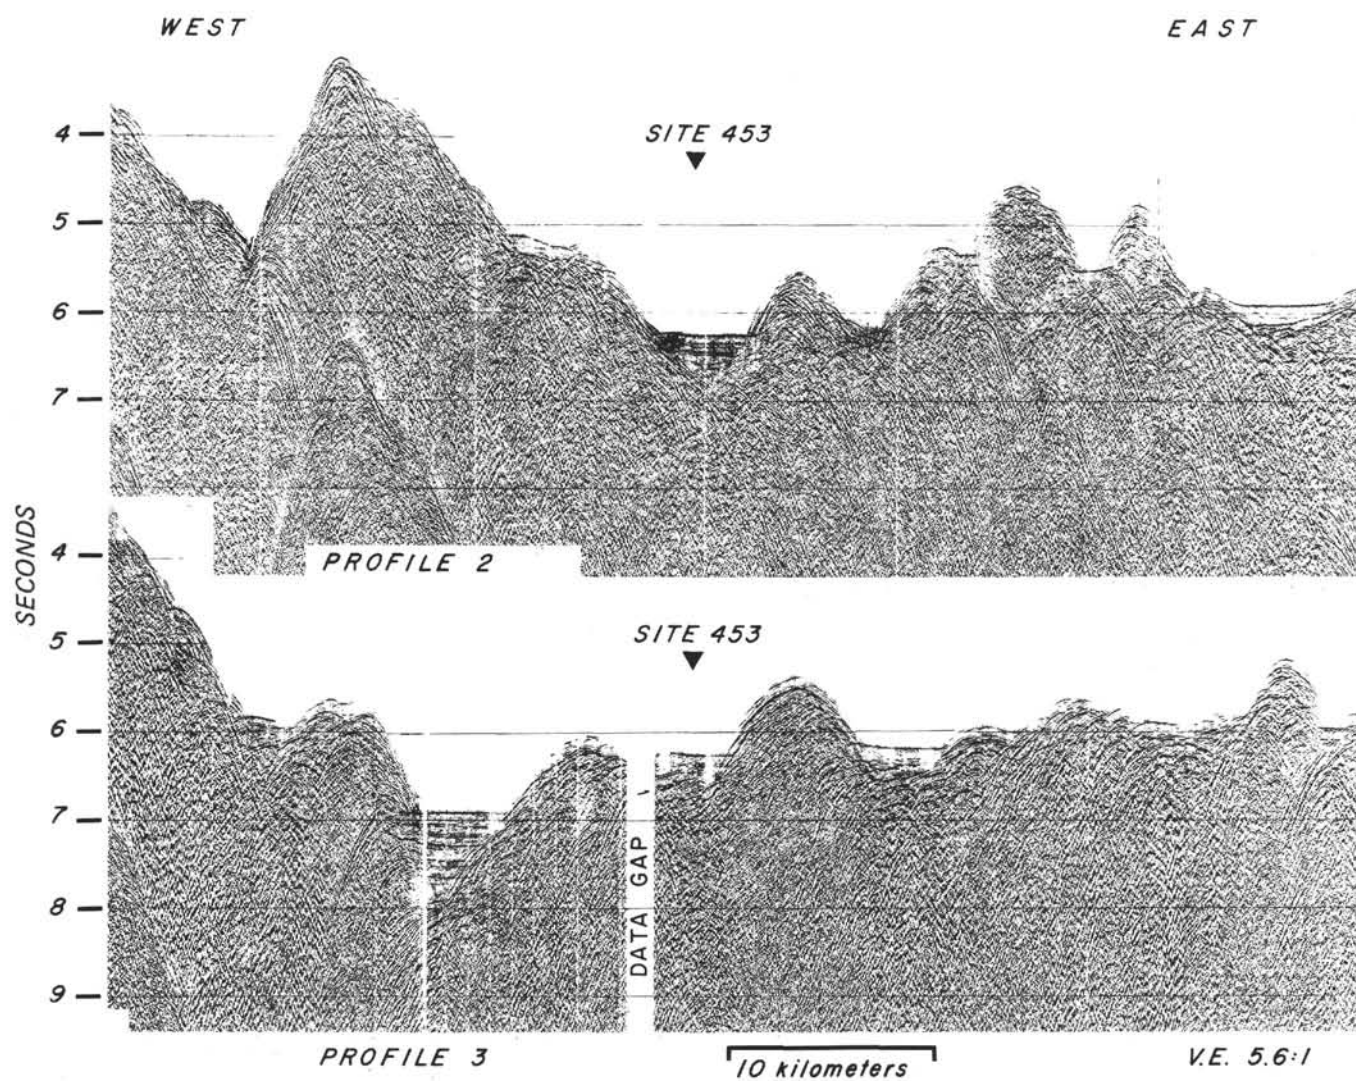 WEST
EAST
SITE 453
4
5
6
7
PROFILE 2
SECONDS
4
5
6
7
8
9
SITE 453
DATA GAP
PROFILE 3
10 kilometers
V.E. 5.6:1